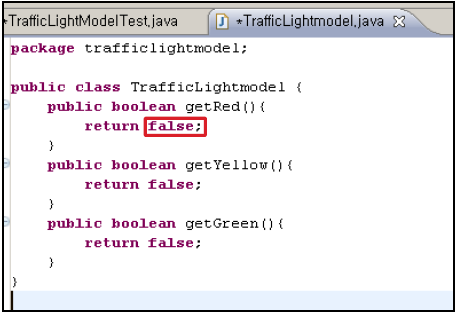 *TrafficLightModelTest.java
*TrafficLightmodel.java
package trafficlightmodel;
public class TrafficLightmodel {
public boolean getRed(){
return false;
}
public boolean getYellow(){
return false;
}
public boolean getGreen(){
return false;
}
}